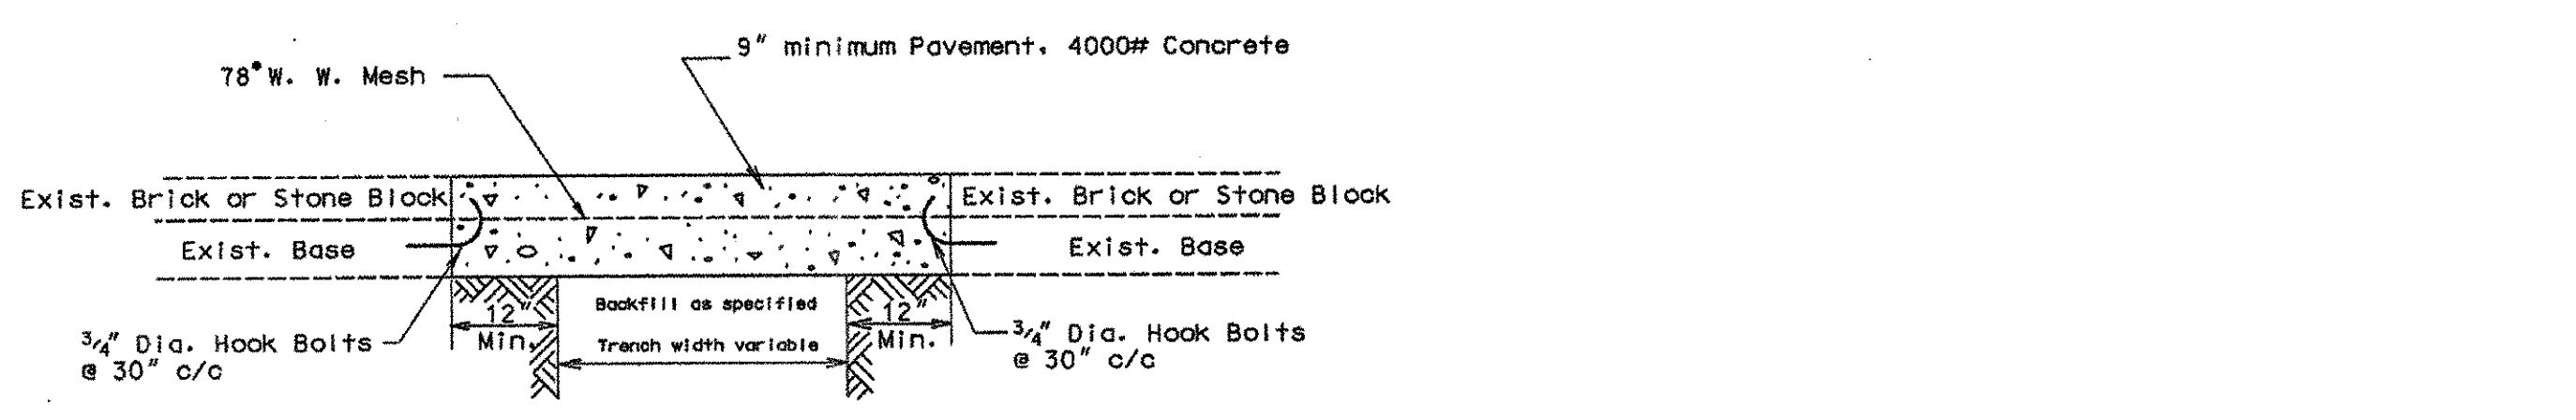 9" minimum Pavement. 4000# Concrete
78# W. W. Mesh
Exist. Brick or Stone Block
Exist. Brick or Stone Block
Exist. Base
Exist. Base
Backfill as specified
12"
Min.
12"
Min.
Trench width variable
3/4" Dia. Hook Bolts
@ 30" c/c
3/4" Dia. Hook Bolts
@ 30" c/c